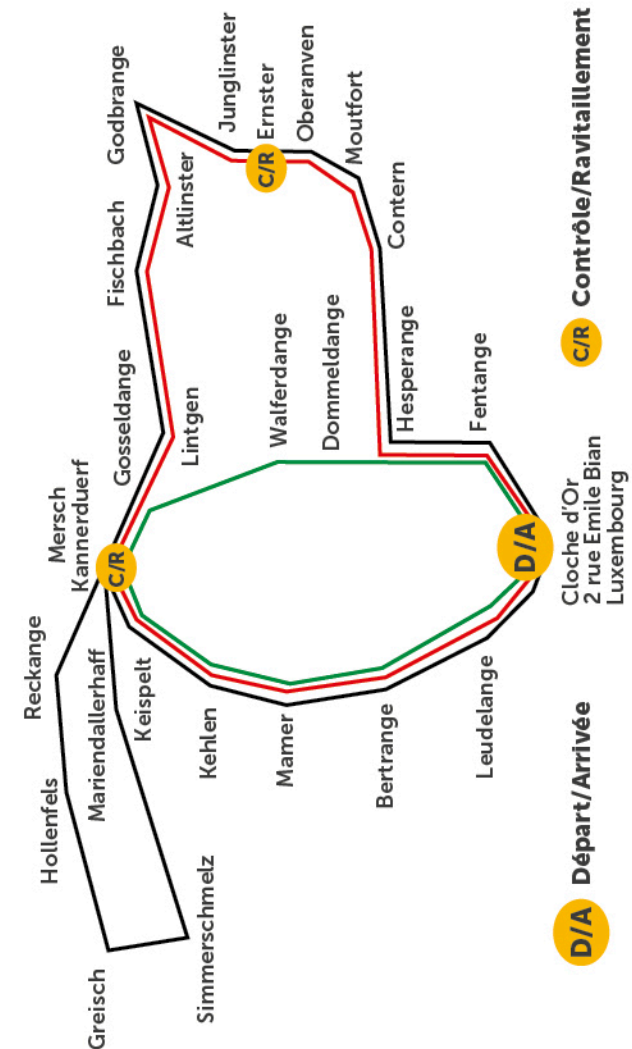 Greisch
Simmerschmelz
Hollenfels
Mariendallerhaff
Reckange
Keispelt
Kehlen
Mamer
Bertrange
Leudelange
Mersch
Kannerduerf
C/R
Gosseldange
Lintgen
Fischbach
Altlinster
Godbrange
Junglinster
Ernster
C/R
Oberanven
Moutfort
Contern
Walferdange
Dommeldange
Hesperange
Fentange
D/A
Cloche d'Or
2 rue Emile Bian
Luxembourg
D/A Départ/Arrivée
C/R Contrôle/Ravitaillement